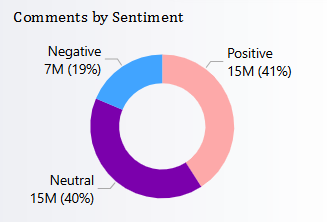 Comments by Sentiment
Negative
7M (19%)
Positive
15M (41%)
Neutral
15M (40%)